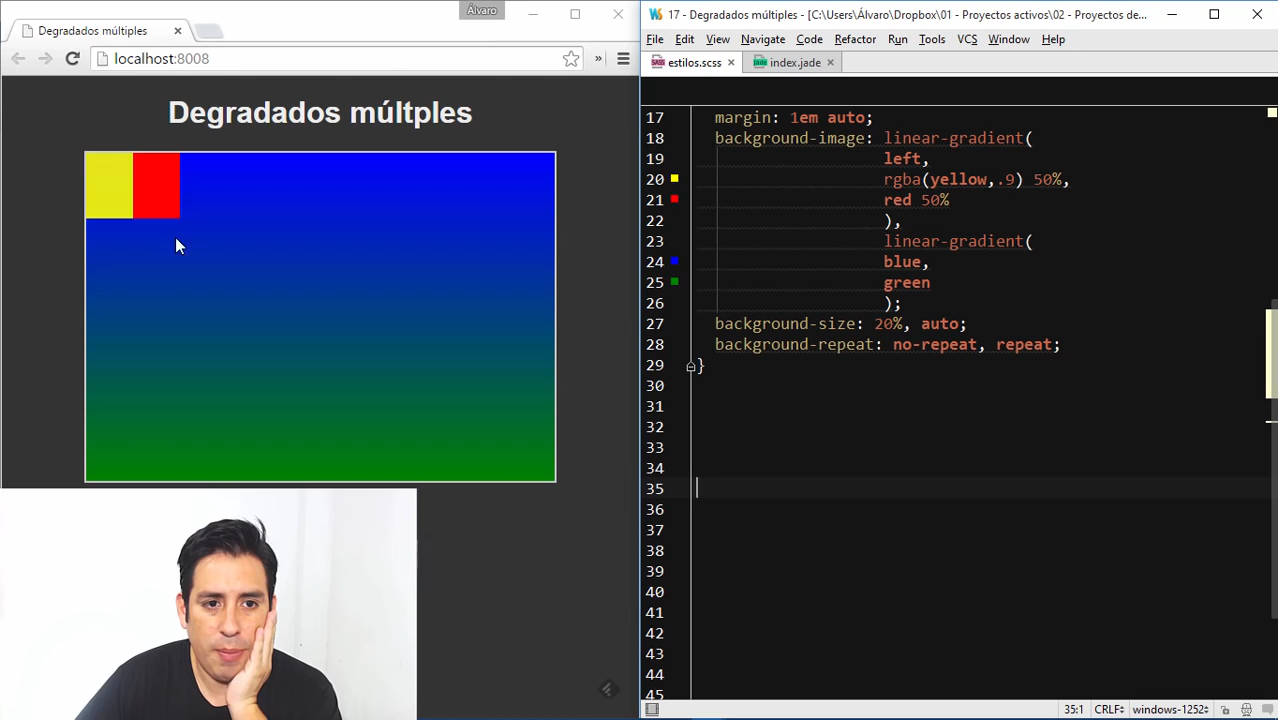 Álvaro
Degradados múltiples
localhost:8008
Degradados múltples
17 - Degradados múltiples - [C:\Users\Álvaro\Dropbox\01 - Proyectos activos\02 - Proyectos de...
File Edit View Navigate Code Refactor Run Tools VCS Window Help
estilos.scss index.jade
17 margin: 1em auto;
18 background-image: linear-gradient(
19 left,
20 rgba(yellow,.9) 50%,
21 red 50%
22 ),
23 linear-gradient(
24 blue,
25 green
26 );
27 background-size: 20%, auto;
28 background-repeat: no-repeat, repeat;
29 }
30
31
32
33
34
35
36
37
38
39
40
41
42
43
44
45
35:1 CRLF÷ windows-1252÷